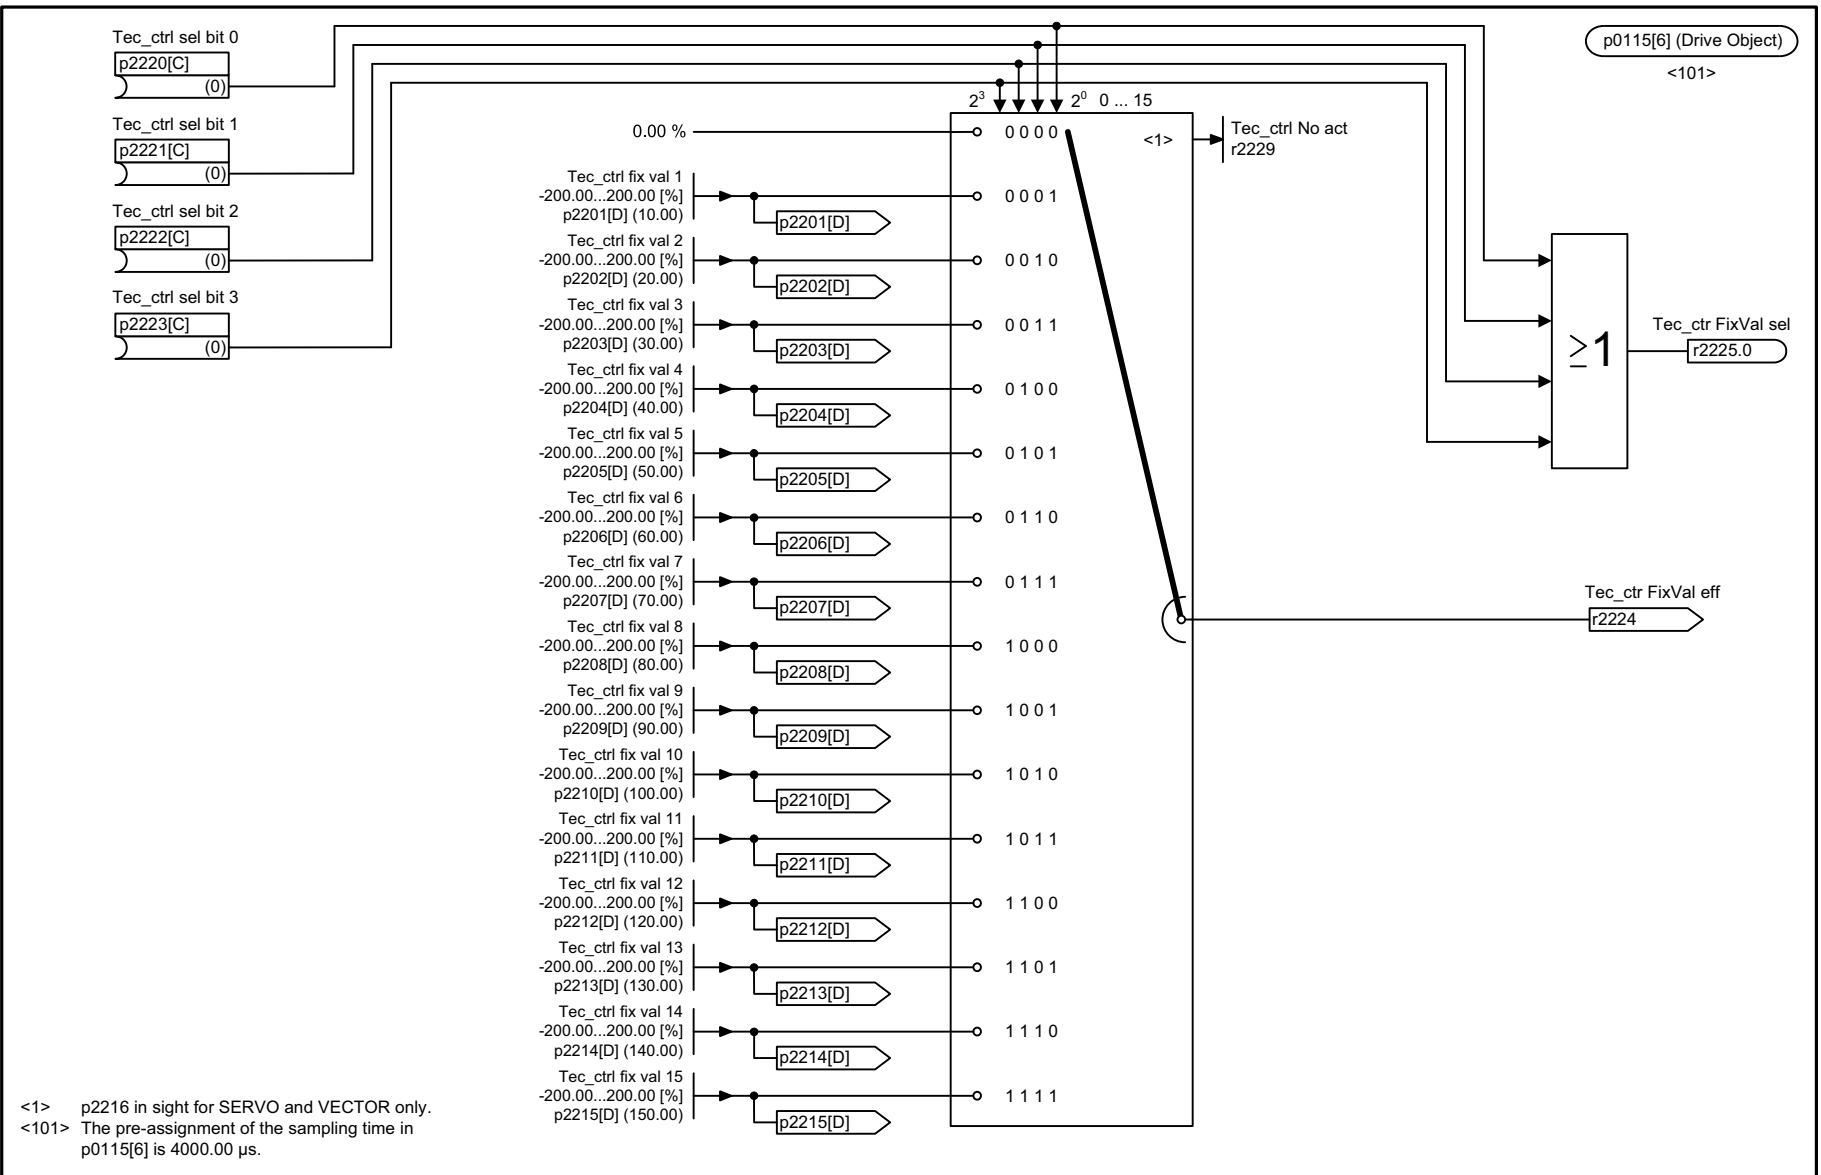 Tec_ctrl sel bit 0
p2220[C]
(0)
Tec_ctrl sel bit 1
p2221[C]
(0)
Tec_ctrl sel bit 2
p2222[C]
(0)
Tec_ctrl sel bit 3
p2223[C]
(0)
p0115[6] (Drive Object)
<101>
2³ 2⁰ 0 ... 15
0.00 %
0 0 0 0
<1>
Tec_ctrl No act
r2229
Tec_ctrl fix val 1
-200.00...200.00 [%]
p2201[D] (10.00)
p2201[D]
0 0 0 1
Tec_ctrl fix val 2
-200.00...200.00 [%]
p2202[D] (20.00)
p2202[D]
0 0 1 0
Tec_ctrl fix val 3
-200.00...200.00 [%]
p2203[D] (30.00)
p2203[D]
0 0 1 1
Tec_ctrl fix val 4
-200.00...200.00 [%]
p2204[D] (40.00)
p2204[D]
0 1 0 0
Tec_ctrl fix val 5
-200.00...200.00 [%]
p2205[D] (50.00)
p2205[D]
0 1 0 1
Tec_ctrl fix val 6
-200.00...200.00 [%]
p2206[D] (60.00)
p2206[D]
0 1 1 0
Tec_ctrl fix val 7
-200.00...200.00 [%]
p2207[D] (70.00)
p2207[D]
0 1 1 1
Tec_ctrl fix val 8
-200.00...200.00 [%]
p2208[D] (80.00)
p2208[D]
1 0 0 0
Tec_ctrl fix val 9
-200.00...200.00 [%]
p2209[D] (90.00)
p2209[D]
1 0 0 1
Tec_ctrl fix val 10
-200.00...200.00 [%]
p2210[D] (100.00)
p2210[D]
1 0 1 0
Tec_ctrl fix val 11
-200.00...200.00 [%]
p2211[D] (110.00)
p2211[D]
1 0 1 1
Tec_ctrl fix val 12
-200.00...200.00 [%]
p2212[D] (120.00)
p2212[D]
1 1 0 0
Tec_ctrl fix val 13
-200.00...200.00 [%]
p2213[D] (130.00)
p2213[D]
1 1 0 1
Tec_ctrl fix val 14
-200.00...200.00 [%]
p2214[D] (140.00)
p2214[D]
1 1 1 0
Tec_ctrl fix val 15
-200.00...200.00 [%]
p2215[D] (150.00)
p2215[D]
1 1 1 1
≥1
Tec_ctr FixVal sel
r2225.0
Tec_ctr FixVal eff
r2224
<1> p2216 in sight for SERVO and VECTOR only.
<101> The pre-assignment of the sampling time in
p0115[6] is 4000.00 µs.